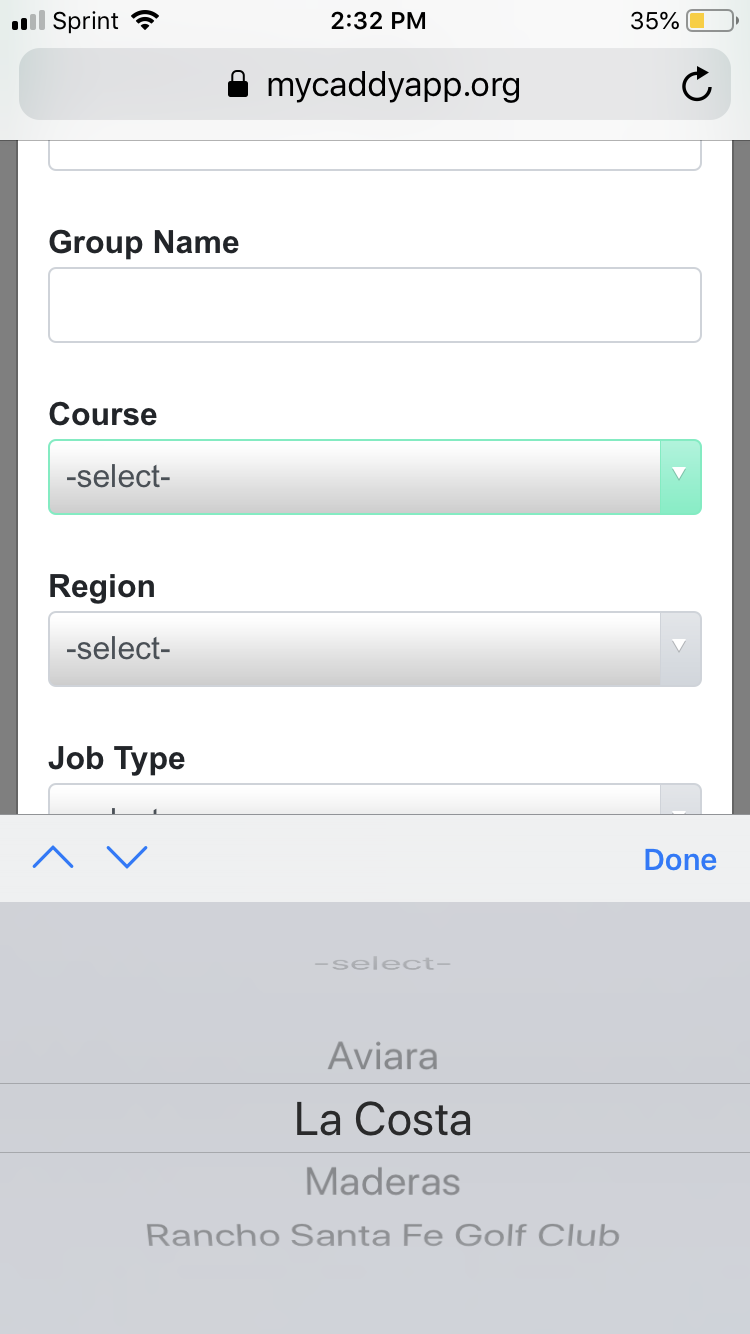 Sprint 2:32 PM 35%
mycaddyapp.org
Group Name
Course
-select-
Region
-select-
Job Type
Done
-select-
Aviara
La Costa
Maderas
Rancho Santa Fe Golf Club